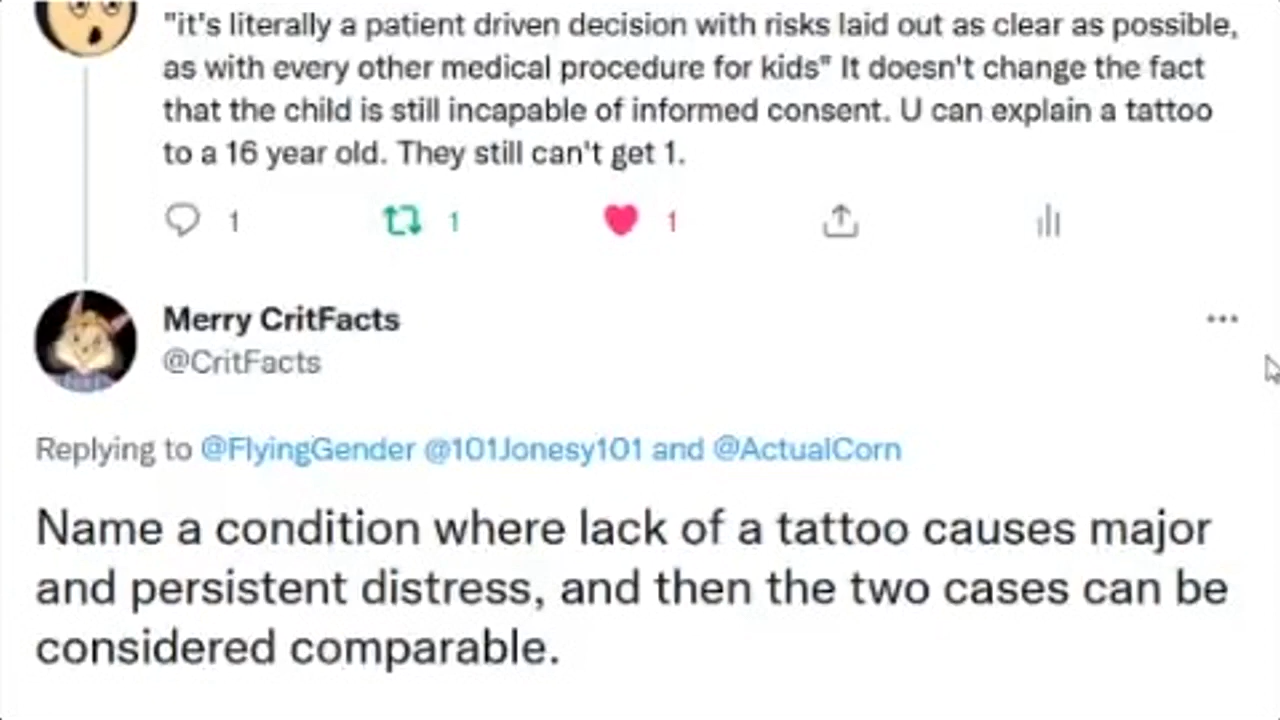 "it's literally a patient driven decision with risks laid out as clear as possible,
as with every other medical procedure for kids" It doesn't change the fact
that the child is still incapable of informed consent. U can explain a tattoo
to a 16 year old. They still can't get 1.
1 1 1
Merry CritFacts
@CritFacts
Replying to @FlyingGender @101Jonesy101 and @ActualCorn
Name a condition where lack of a tattoo causes major
and persistent distress, and then the two cases can be
considered comparable.